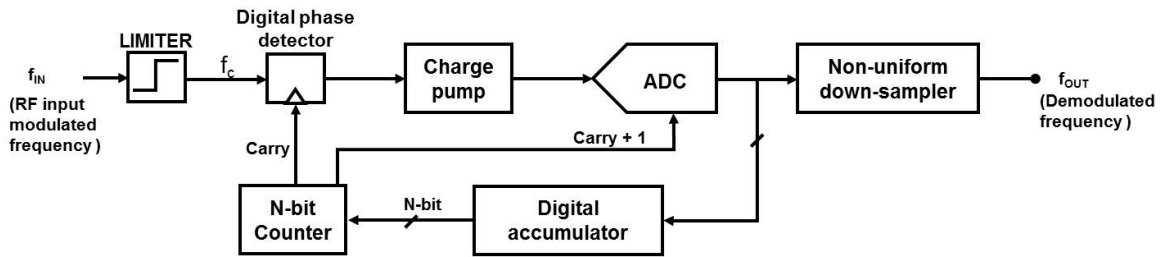 Digital phase
detector
LIMITER
f_IN
(RF input
modulated
frequency )
f_c
Charge
pump
ADC
Non-uniform
down-sampler
f_OUT
(Demodulated
frequency )
Carry
Carry + 1
N-bit
Counter
N-bit
Digital
accumulator